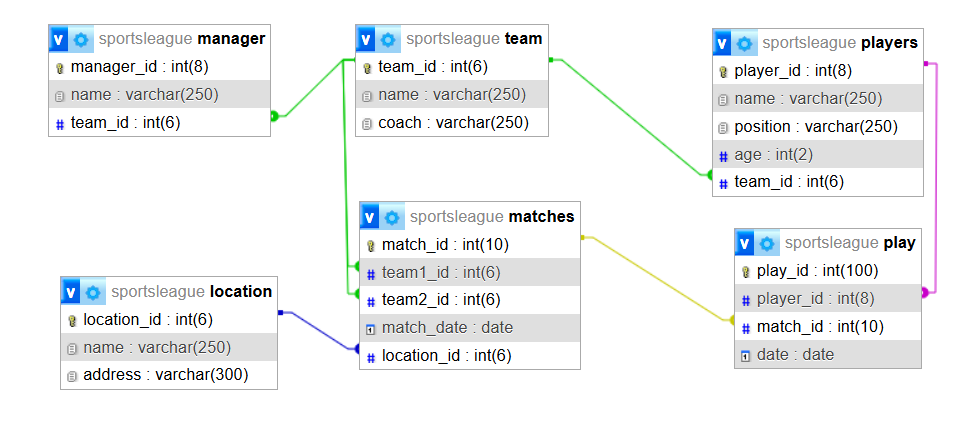 v sportsleague manager
manager_id : int(8)
name : varchar(250)
# team_id : int(6)
v sportsleague team
team_id : int(6)
name : varchar(250)
coach : varchar(250)
v sportsleague players
player_id : int(8)
name : varchar(250)
position : varchar(250)
# age : int(2)
# team_id : int(6)
v sportsleague matches
match_id : int(10)
# team1_id : int(6)
# team2_id : int(6)
match_date : date
# location_id : int(6)
v sportsleague location
location_id : int(6)
name : varchar(250)
address : varchar(300)
v sportsleague play
play_id : int(100)
# player_id : int(8)
# match_id : int(10)
date : date